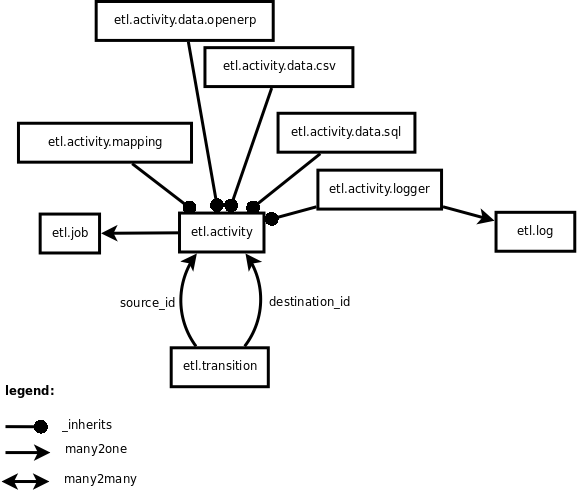 etl.activity.data.openerp
etl.activity.data.csv
etl.activity.data.sql
etl.activity.mapping
etl.activity.logger
etl.job
etl.activity
etl.log
source_id
destination_id
etl.transition
legend:
_inherits
many2one
many2many